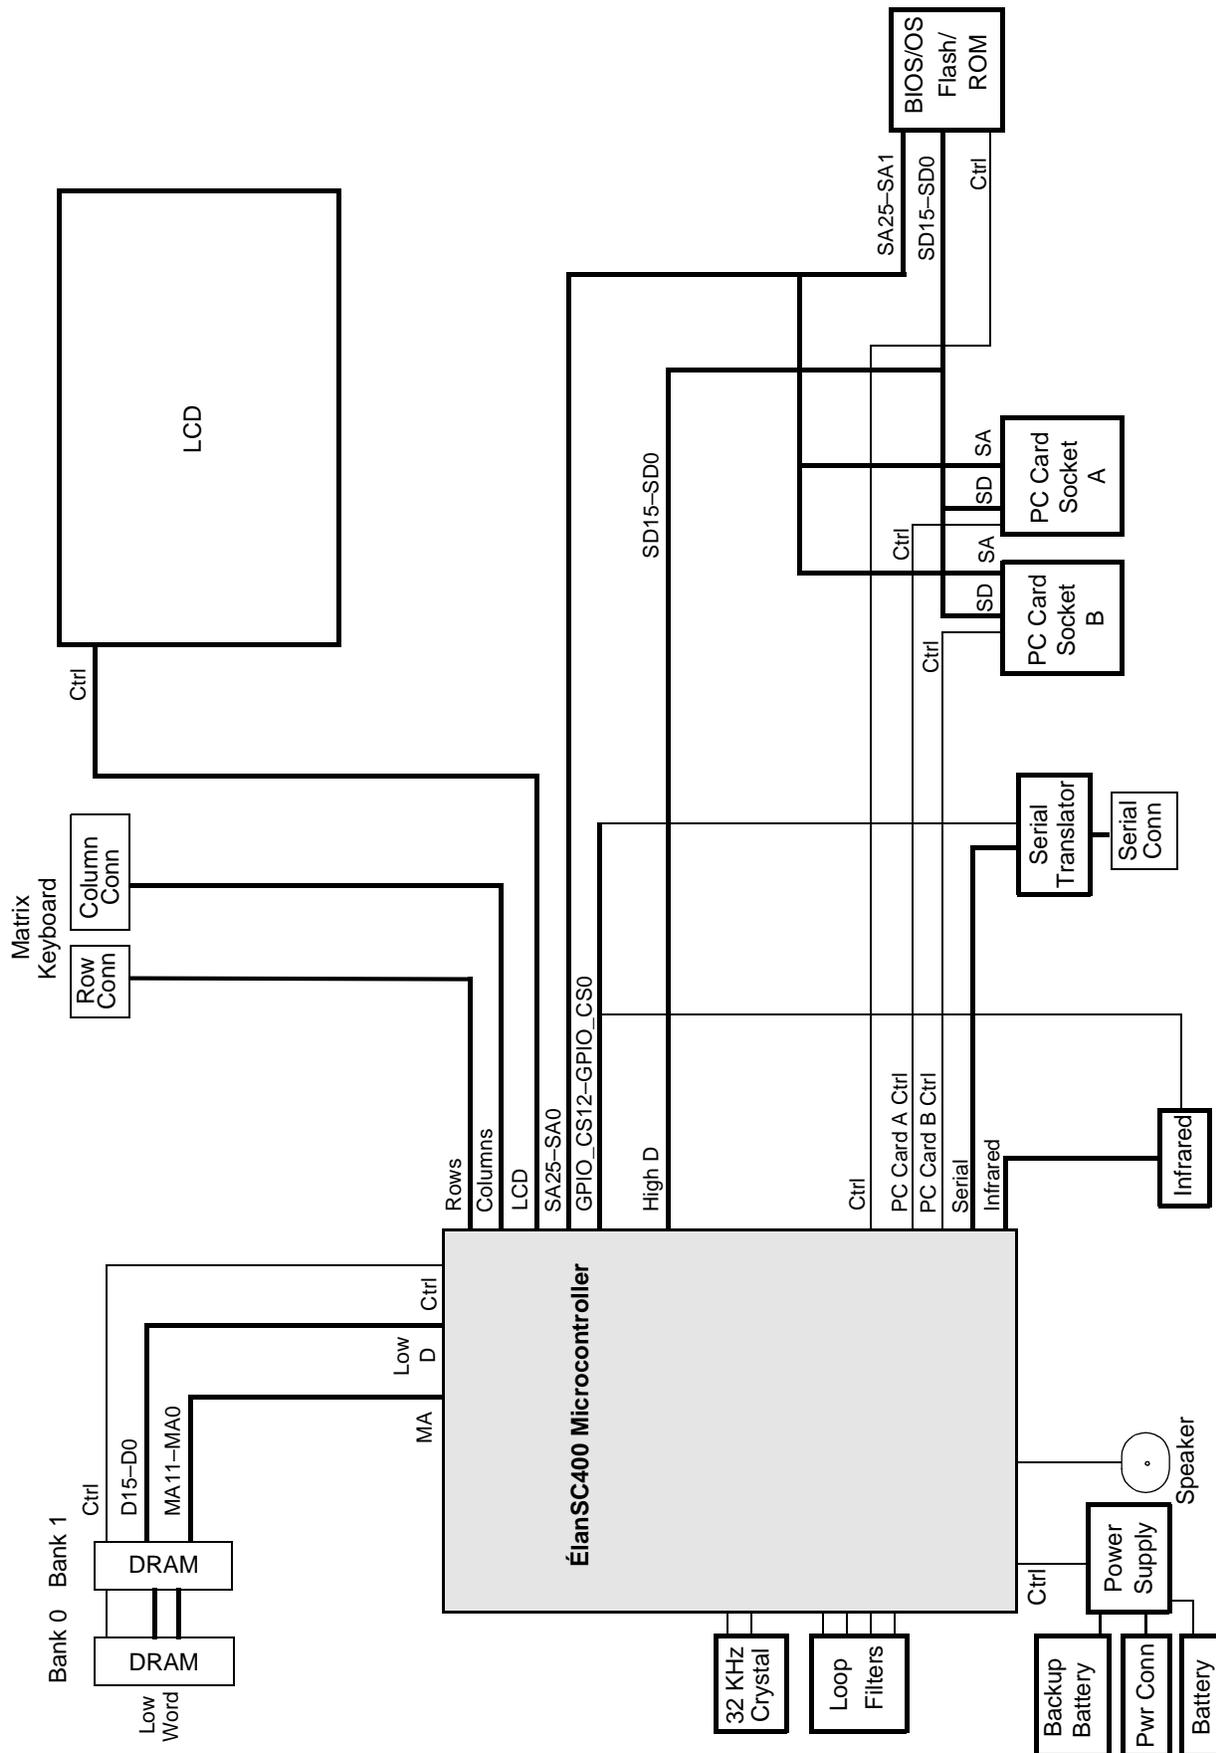 Bank 0
Bank 1
Low
Word
DRAM
DRAM
Ctrl
D15–D0
MA11–MA0
MA
Low
D
Ctrl
Matrix
Keyboard
Row
Conn
Column
Conn
Ctrl
LCD
ÉlanSC400 Microcontroller
Rows
Columns
LCD
SA25–SA0
GPIO_CS12–GPIO_CS0
High D
SD15–SD0
Ctrl
PC Card A Ctrl
PC Card B Ctrl
Serial
Infrared
SA25–SA1
SD15–SD0
Ctrl
BIOS/OS
Flash/
ROM
Ctrl
SD
SA
PC Card
Socket
A
Ctrl
SD
SA
PC Card
Socket
B
Serial
Translator
Serial
Conn
Infrared
32 KHz
Crystal
Loop
Filters
Ctrl
Power
Supply
Speaker
Backup
Battery
Pwr Conn
Battery